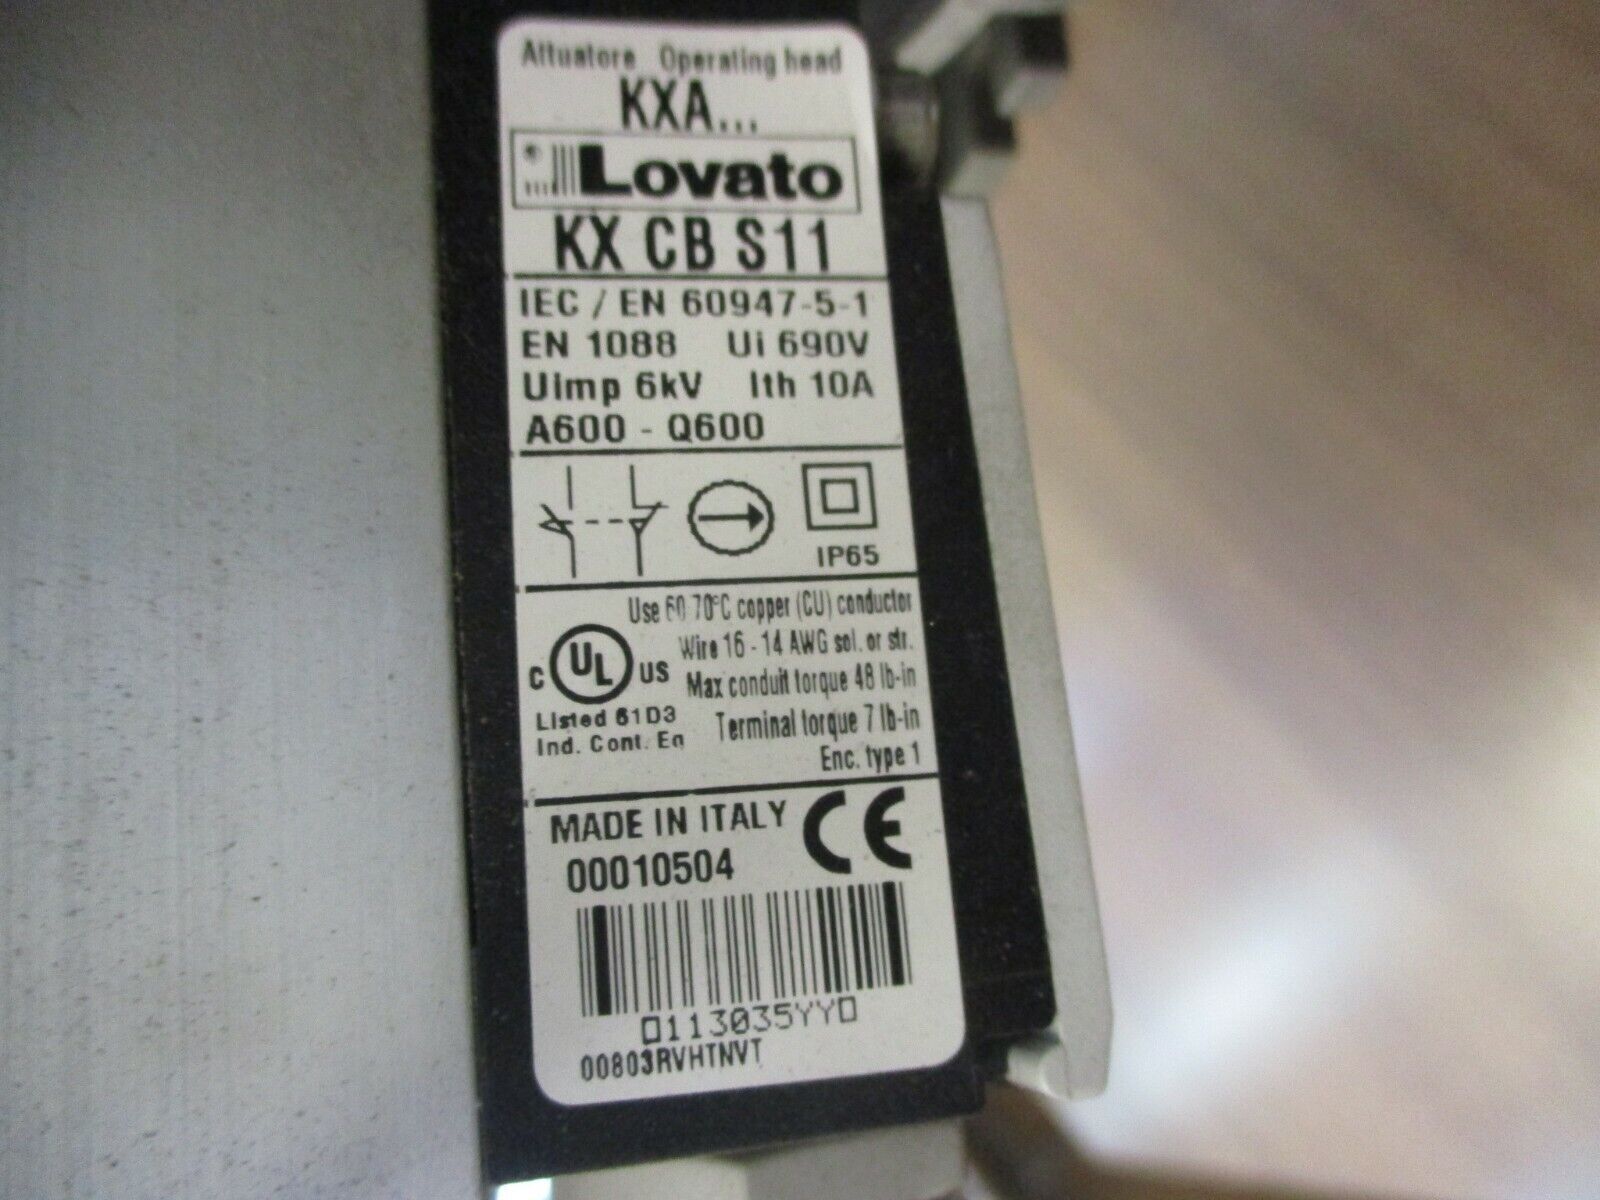 Attuatore Operating head
KXA...
Lovato
KX CB S11
IEC / EN 60947-5-1
EN 1088 Ui 690V
Uimp 6kV Ith 10A
A600 - Q600
IP65
Use 60 70°C copper (CU) conductor
Wire 16 - 14 AWG sol. or str.
C UL US
Max conduit torque 48 lb-in
Listed 61D3
Terminal torque 7 lb-in
Ind. Cont. Eq
Enc. type 1
MADE IN ITALY CE
00010504
113035YY
00803RVHTNVT